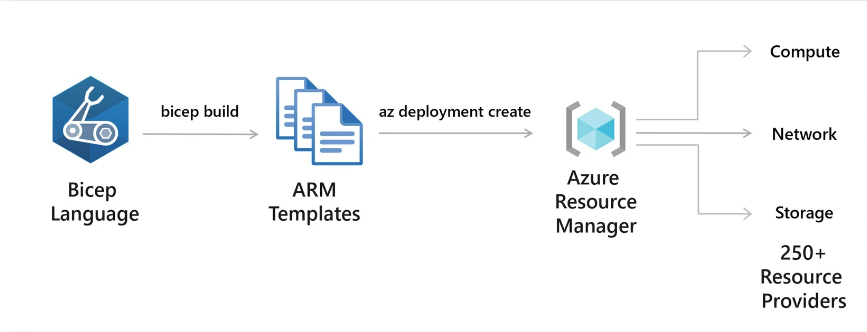 bicep build
az deployment create
Bicep
Language
ARM
Templates
Azure
Resource
Manager
Compute
Network
Storage
250+
Resource
Providers